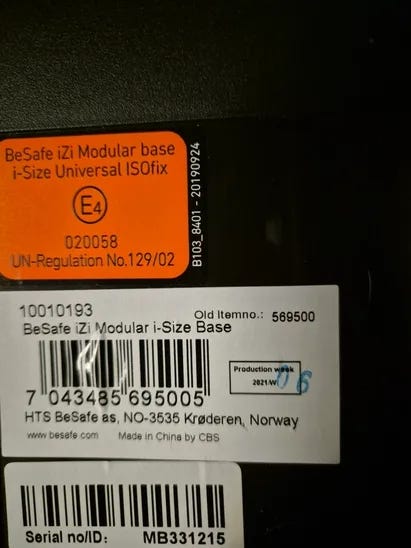 BeSafe iZi Modular base
i-Size Universal ISOfix
E4
020058
UN-Regulation No.129/02
B103_8401 - 20190924
10010193
Old Itemno.: 569500
BeSafe iZi Modular i-Size Base
7 043485 695005
Production week
2021/W 06
HTS BeSafe as, NO-3535 Krøderen, Norway
www.besafe.com Made in China by CBS
Serial no/ID: MB331215